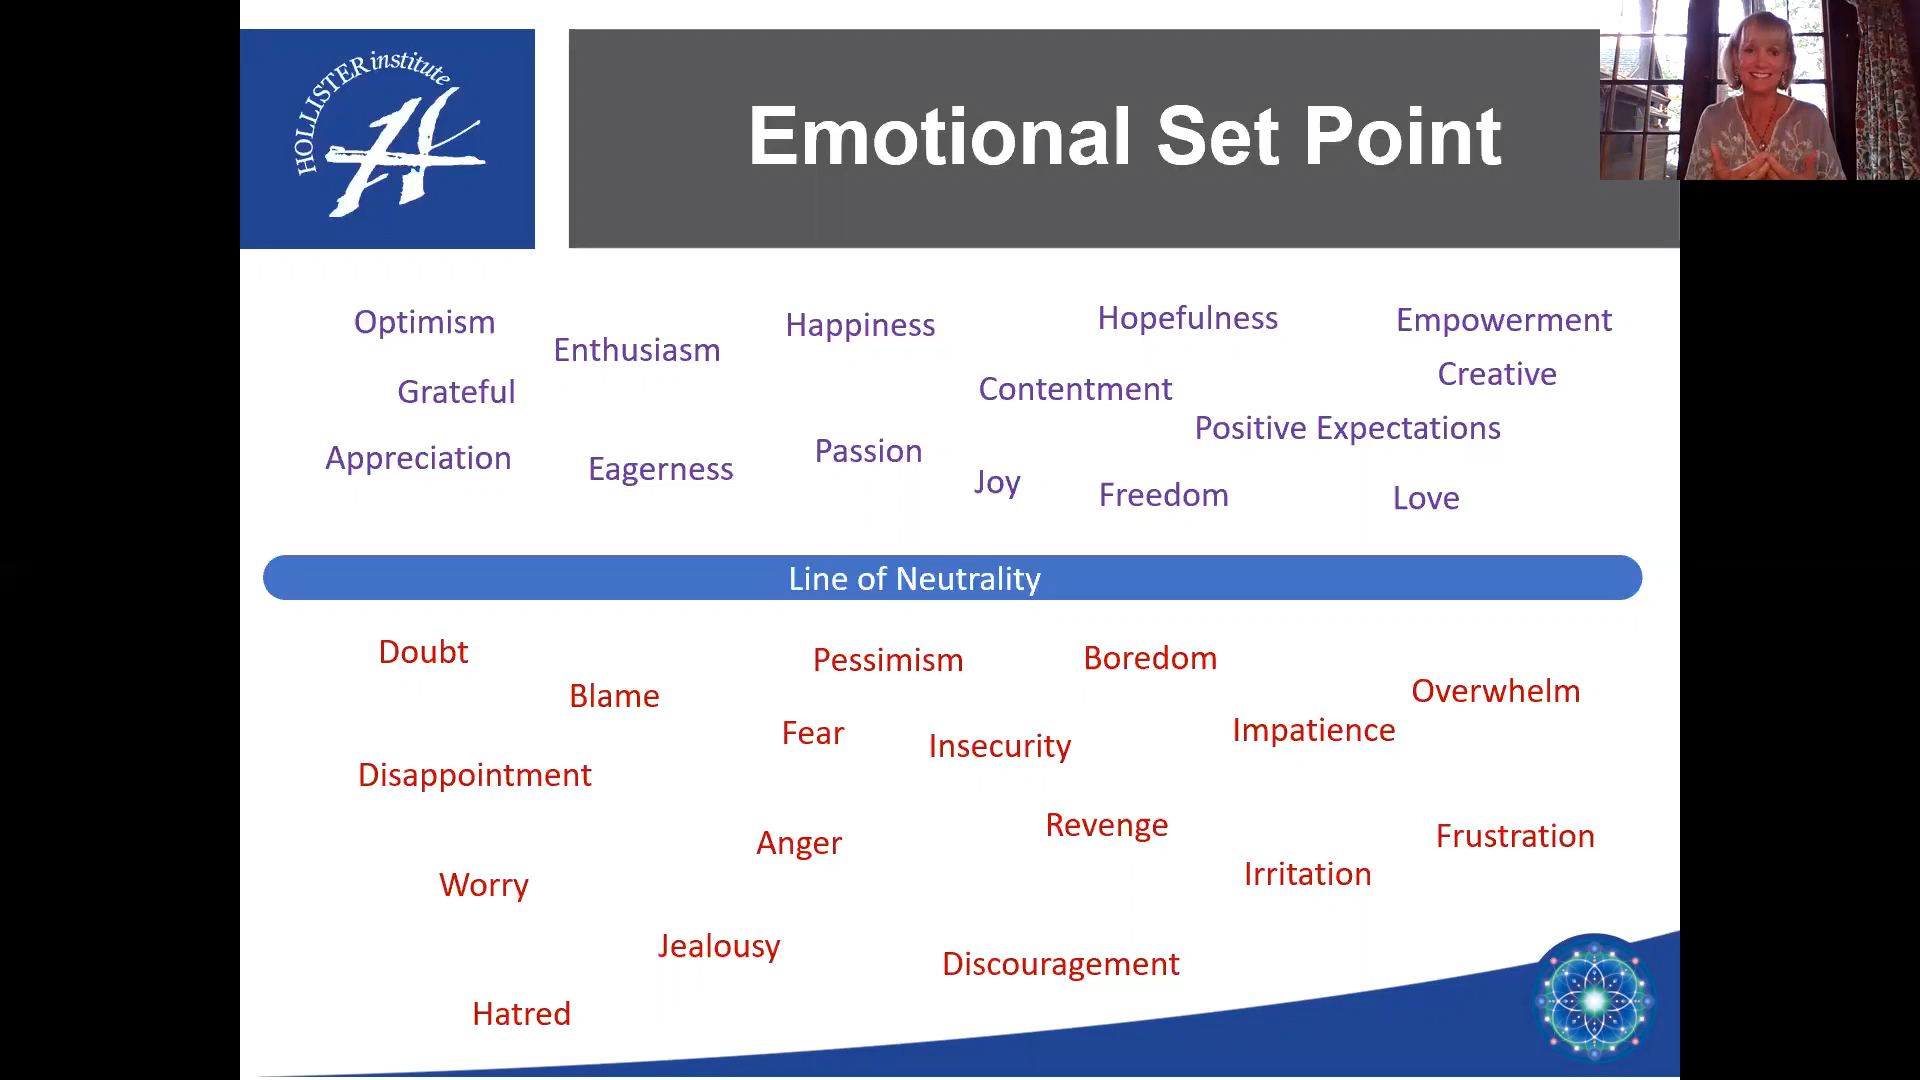 HOLLISTER institute
Emotional Set Point
Optimism
Enthusiasm
Happiness
Hopefulness
Empowerment
Grateful
Contentment
Creative
Positive Expectations
Appreciation
Eagerness
Passion
Joy
Freedom
Love
Line of Neutrality
Doubt
Blame
Pessimism
Boredom
Overwhelm
Fear
Insecurity
Impatience
Disappointment
Anger
Revenge
Frustration
Worry
Irritation
Jealousy
Discouragement
Hatred